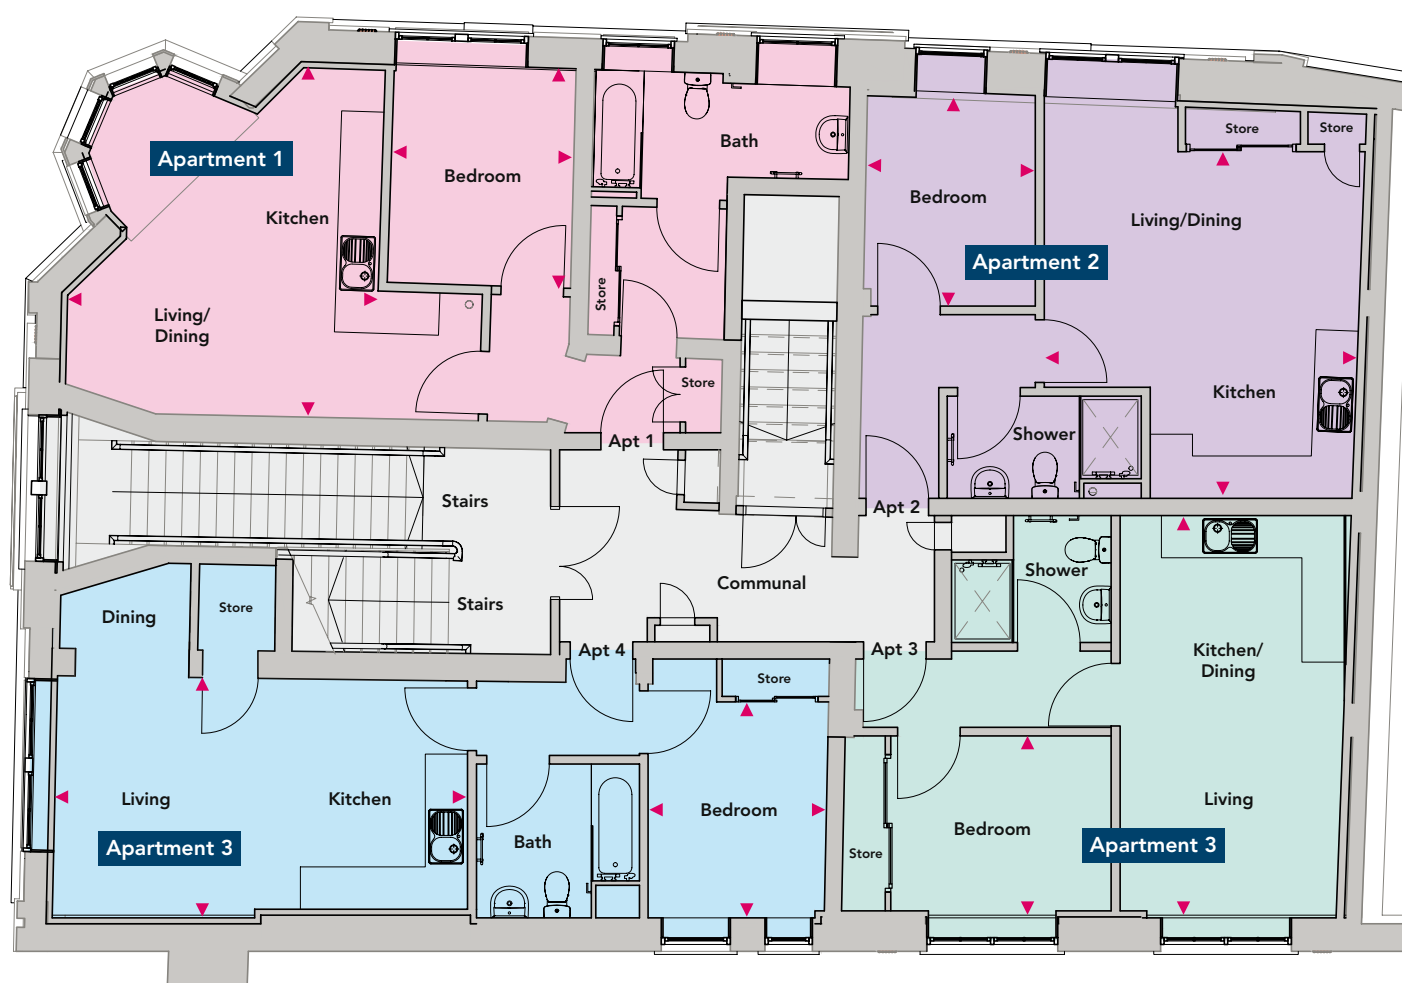 Apartment 1
Bedroom
Kitchen
Living/
Dining
Bath
Store
Store
Apt 1
Bedroom
Store
Store
Living/Dining
Apartment 2
Kitchen
Shower
Apt 2
Stairs
Stairs
Communal
Apt 4
Apt 3
Dining
Store
Living
Kitchen
Apartment 3
Bath
Store
Bedroom
Shower
Kitchen/
Dining
Living
Bedroom
Store
Apartment 3